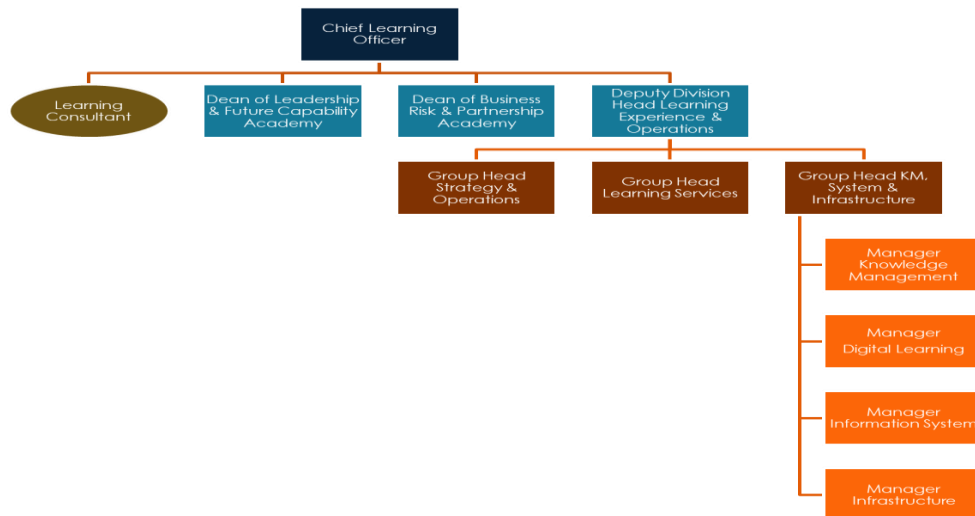 Chief Learning
Officer
Learning
Consultant
Dean of Leadership
& Future Capability
Academy
Dean of Business
Risk & Partnership
Academy
Deputy Division
Head Learning
Experience &
Operations
Group Head
Strategy &
Operations
Group Head
Learning Services
Group Head KM,
System &
Infrastructure
Manager
Knowledge
Management
Manager
Digital Learning
Manager
Information System
Manager
Infrastructure